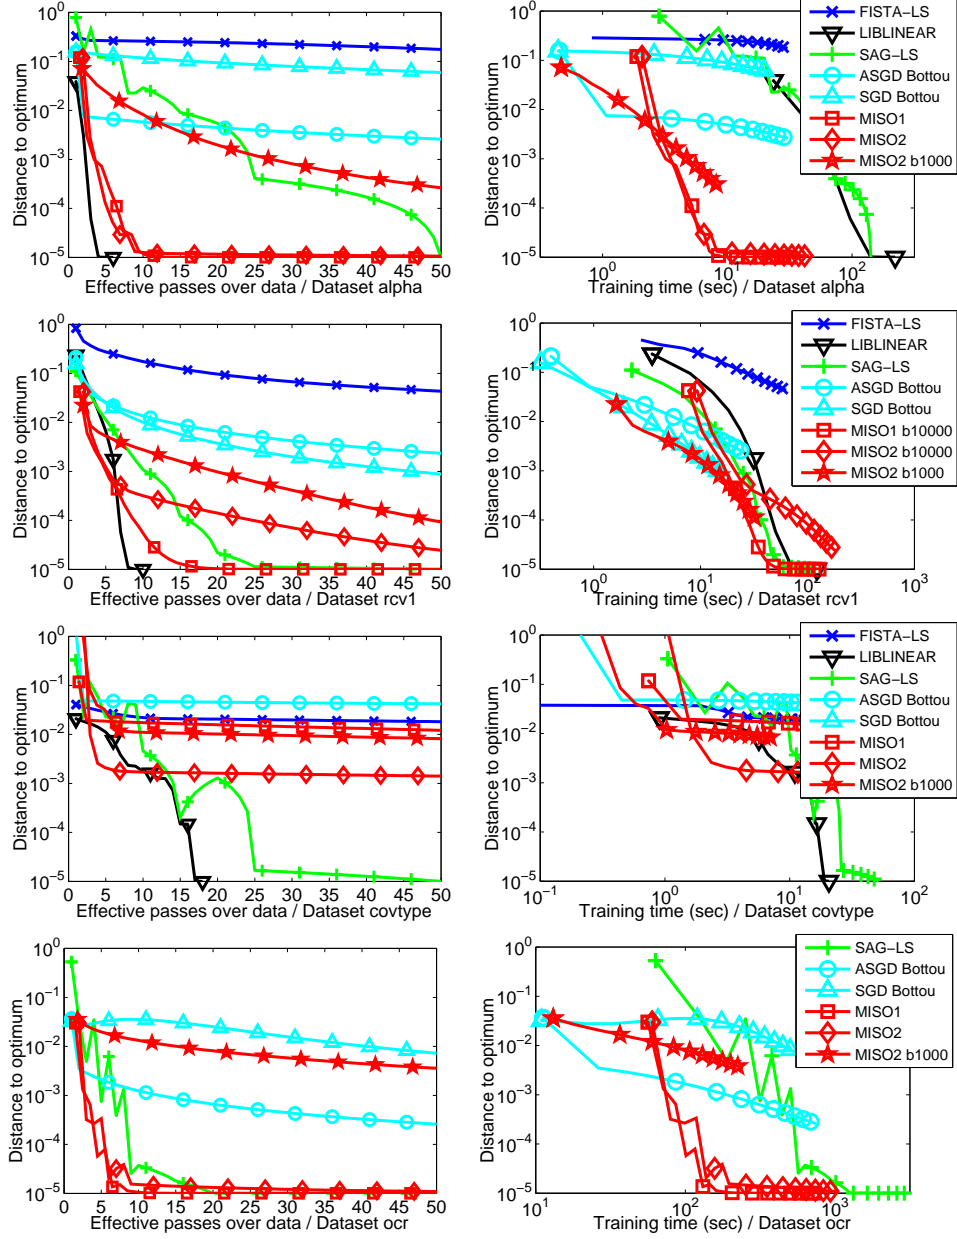 Distance to optimum
10^0
10^−1
10^−2
10^−3
10^−4
10^−5
0 5 10 15 20 25 30 35 40 45 50
Effective passes over data / Dataset alpha
Distance to optimum
10^0
10^−1
10^−2
10^−3
10^−4
10^−5
10^0 10^1 10^2
Training time (sec) / Dataset alpha
FISTA−LS
LIBLINEAR
SAG−LS
ASGD Bottou
SGD Bottou
MISO1
MISO2
MISO2 b1000
Distance to optimum
10^0
10^−1
10^−2
10^−3
10^−4
10^−5
0 5 10 15 20 25 30 35 40 45 50
Effective passes over data / Dataset rcv1
Distance to optimum
10^0
10^−1
10^−2
10^−3
10^−4
10^−5
10^0 10^1 10^2 10^3
Training time (sec) / Dataset rcv1
FISTA−LS
LIBLINEAR
SAG−LS
ASGD Bottou
SGD Bottou
MISO1 b10000
MISO2 b10000
MISO2 b1000
Distance to optimum
10^0
10^−1
10^−2
10^−3
10^−4
10^−5
0 5 10 15 20 25 30 35 40 45 50
Effective passes over data / Dataset covtype
Distance to optimum
10^0
10^−1
10^−2
10^−3
10^−4
10^−5
10^−1 10^0 10^1 10^2
Training time (sec) / Dataset covtype
FISTA−LS
LIBLINEAR
SAG−LS
ASGD Bottou
SGD Bottou
MISO1
MISO2
MISO2 b1000
Distance to optimum
10^0
10^−1
10^−2
10^−3
10^−4
10^−5
0 5 10 15 20 25 30 35 40 45 50
Effective passes over data / Dataset ocr
Distance to optimum
10^0
10^−1
10^−2
10^−3
10^−4
10^−5
10^1 10^2 10^3
Training time (sec) / Dataset ocr
SAG−LS
ASGD Bottou
SGD Bottou
MISO1
MISO2
MISO2 b1000